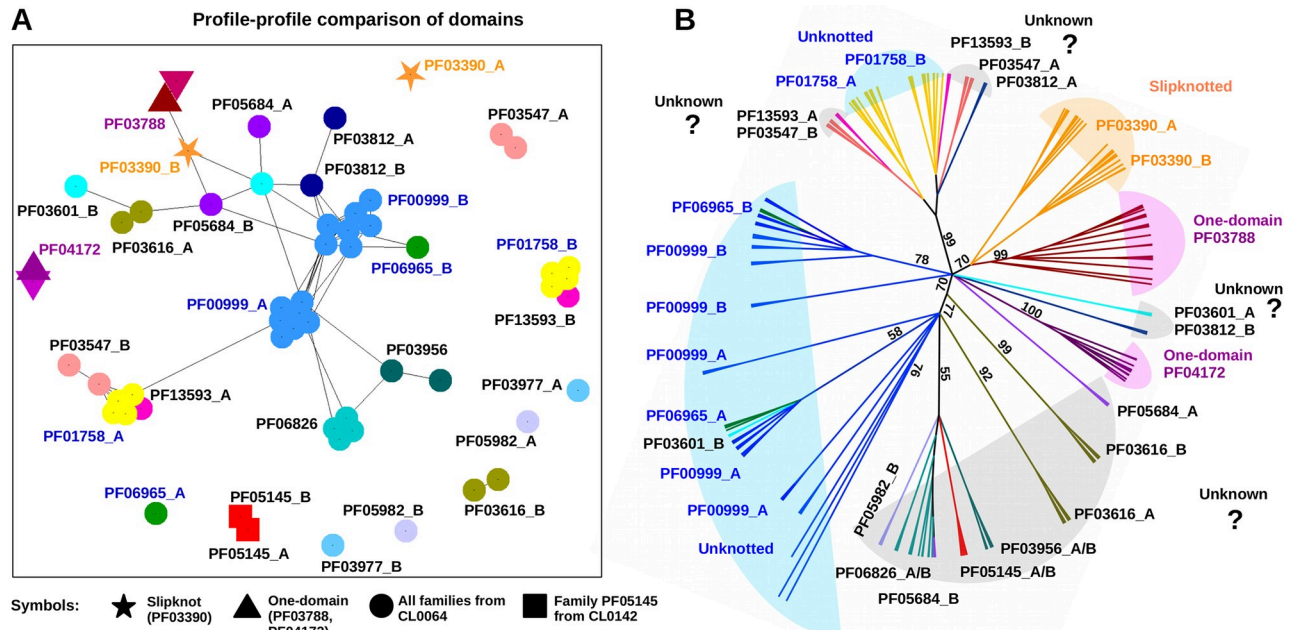 A
Profile-profile comparison of domains
PF03390_A
PF05684_A
PF03788
PF03812_A
PF03547_A
PF03390_B
PF03812_B
PF00999_B
PF03601_B
PF05684_B
PF03616_A
PF04172
PF01758_B
PF06965_B
PF00999_A
PF13593_B
PF03547_B
PF03956
PF03977_A
PF13593_A
PF01758_A
PF06826
PF05982_A
PF06965_A
PF05145_B
PF05982_B
PF03616_B
PF05145_A
PF03977_B
Symbols:
Slipknot
(PF03390)
One-domain
(PF03788,
PF04172)
All families from
CL0064
Family PF05145
from CL0142
B
Unknown
?
Unknotted
PF13593_B
PF01758_B
PF03547_A
PF01758_A
PF03812_A
Slipknotted
Unknown
?
PF13593_A
PF03547_B
PF03390_A
PF03390_B
PF06965_B
One-domain
PF03788
99
78
70
99
PF00999_B
Unknown
?
70
77
100
PF03601_A
PF03812_B
PF00999_B
58
99
One-domain
PF04172
PF00999_A
76
55
92
PF05684_A
PF06965_A
PF03601_B
PF03616_B
PF00999_A
PF05982_B
Unknown
?
PF00999_A
PF03616_A
Unknotted
PF03956_A/B
PF06826_A/B
PF05145_A/B
PF05684_B